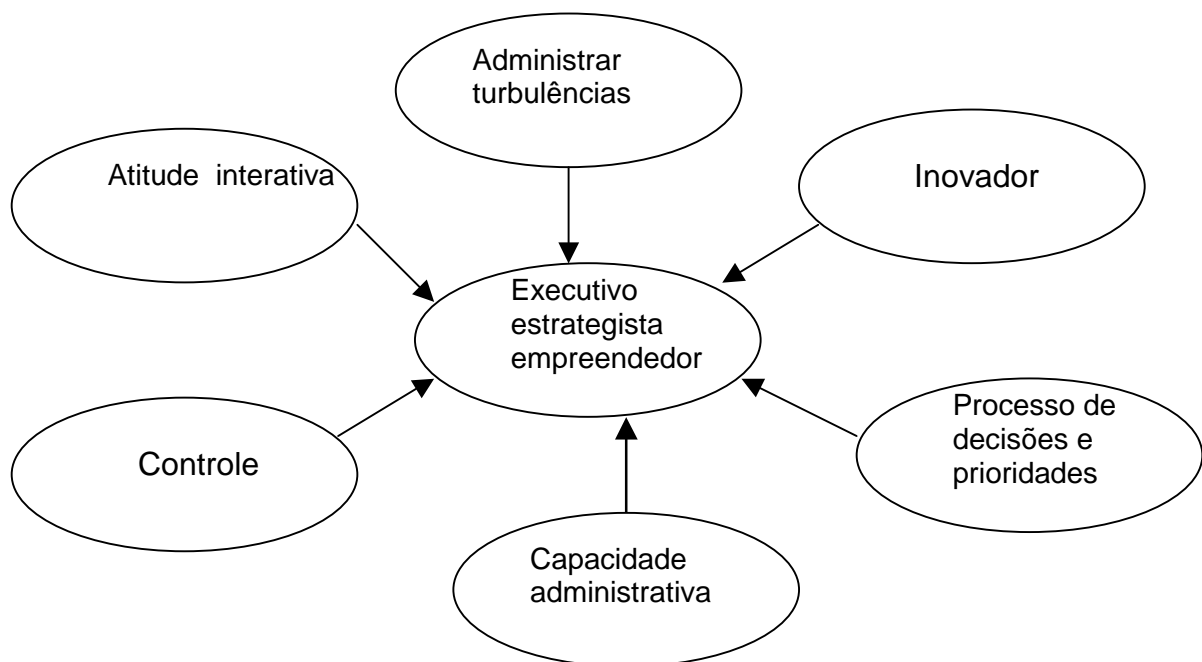 Administrar
turbulências
Atitude interativa
Inovador
Executivo
estrategista
empreendedor
Controle
Processo de
decisões e
prioridades
Capacidade
administrativa